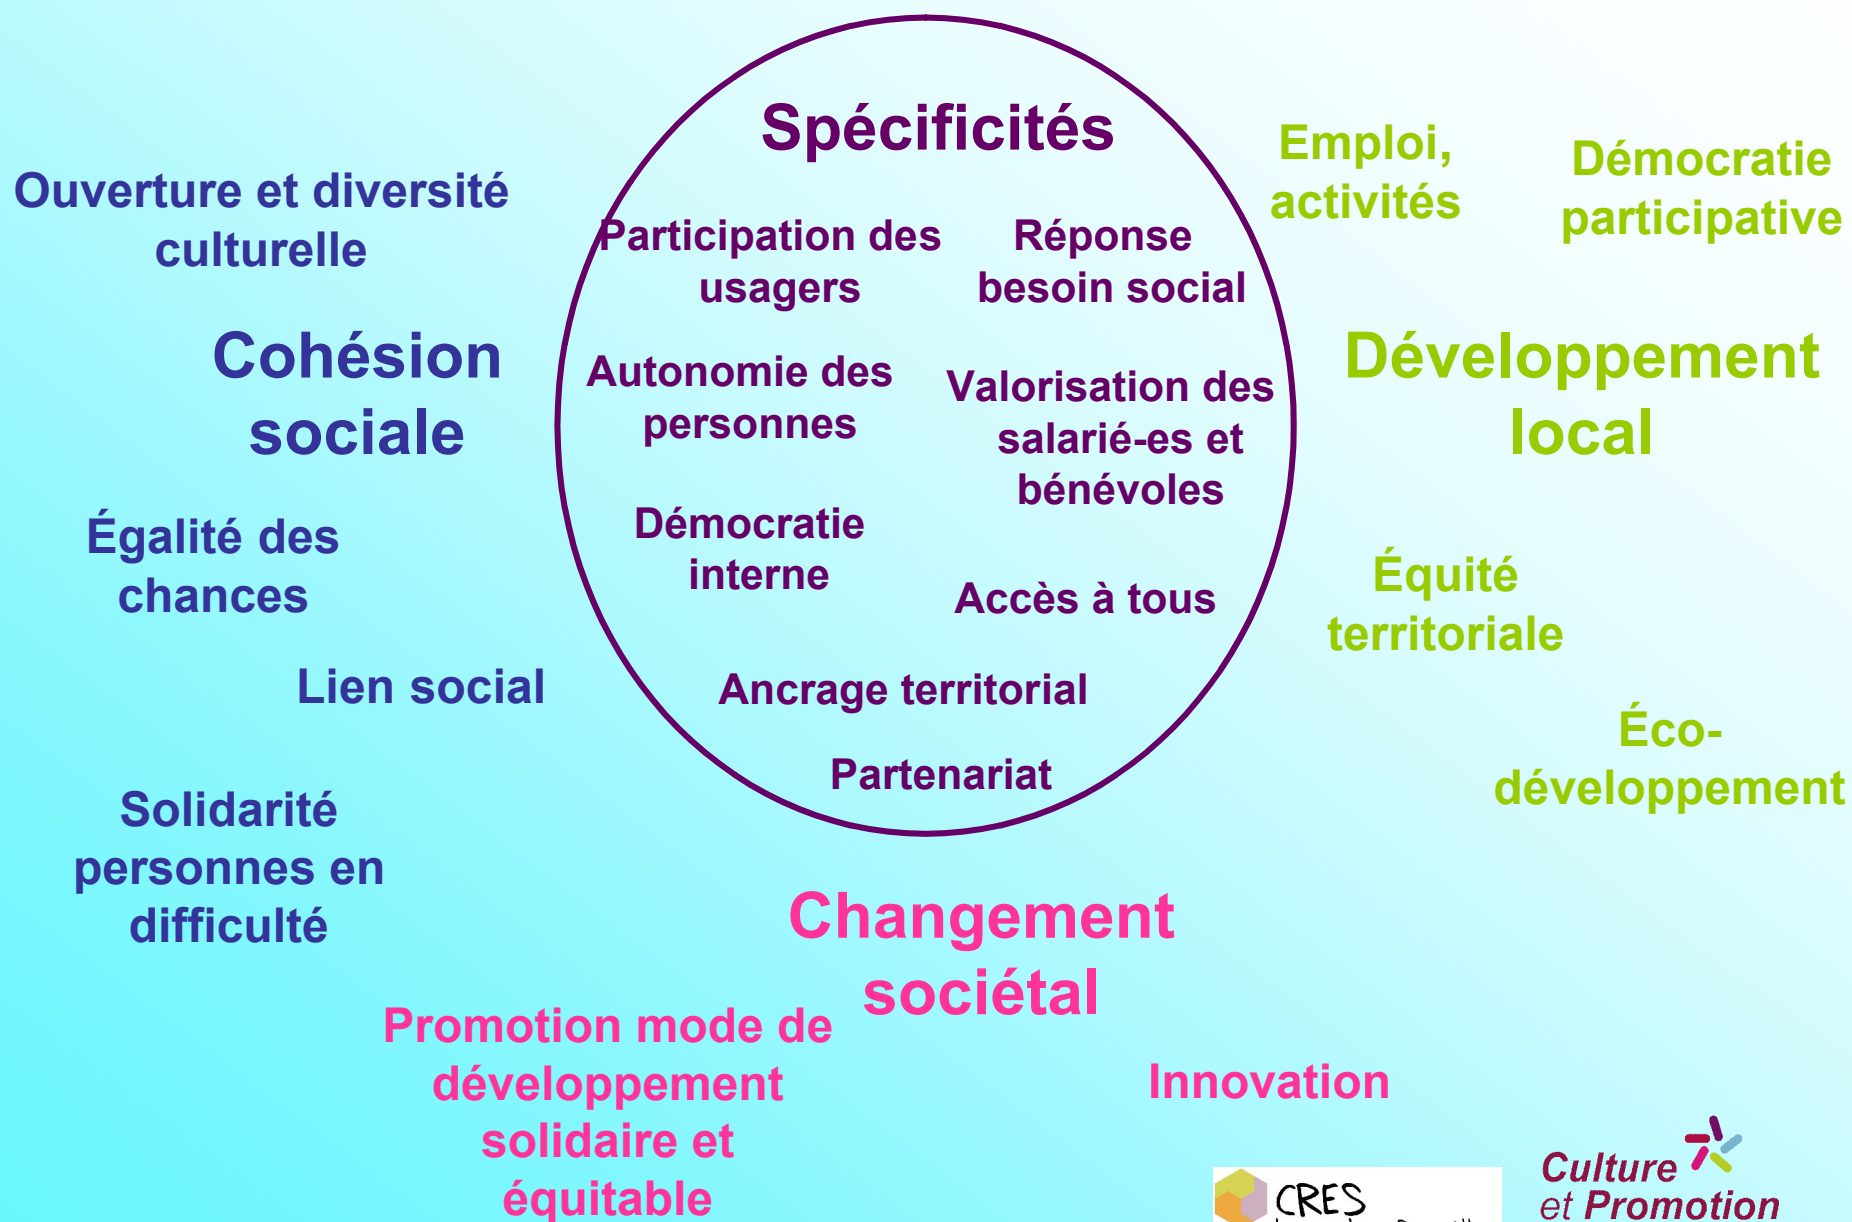 Spécificités
Participation des
usagers
Réponse
besoin social
Autonomie des
personnes
Valorisation des
salarié-es et
bénévoles
Démocratie
interne
Accès à tous
Ancrage territorial
Partenariat
Ouverture et diversité
culturelle
Cohésion
sociale
Égalité des
chances
Lien social
Solidarité
personnes en
difficulté
Emploi,
activités
Démocratie
participative
Développement
local
Équité
territoriale
Éco-
développement
Changement
sociétal
Promotion mode de
développement
solidaire et
équitable
Innovation
CRES
Culture
et Promotion